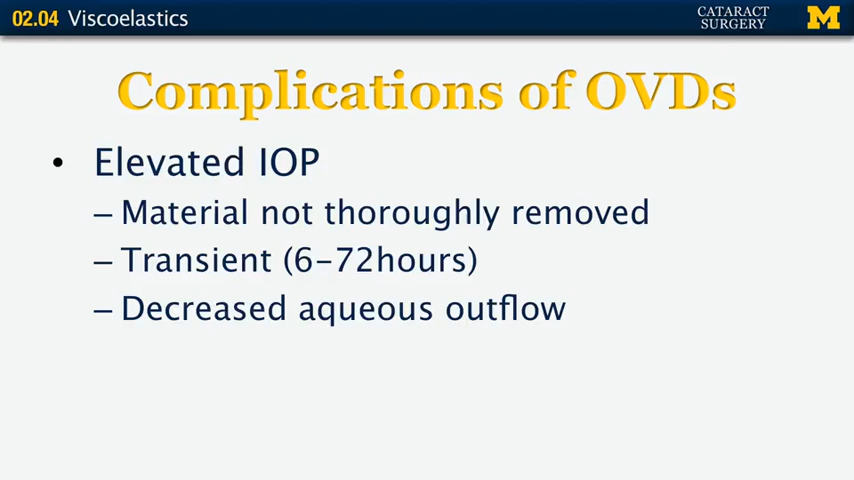 02.04 Viscoelastics
CATARACT
SURGERY
M
Complications of OVDs
• Elevated IOP
– Material not thoroughly removed
– Transient (6-72hours)
– Decreased aqueous outflow